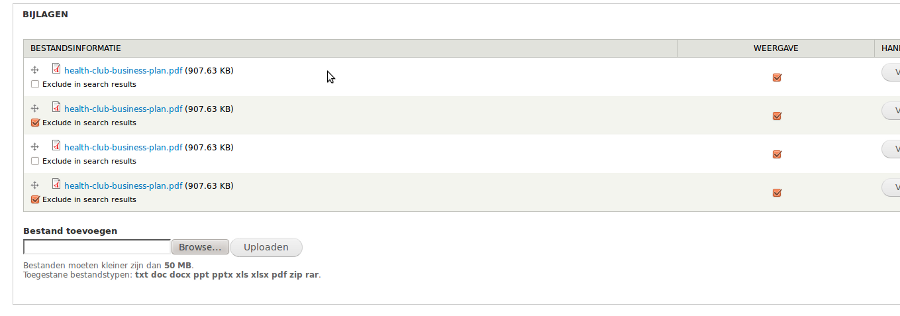 BIJLAGEN
BESTANDSINFORMATIE WEERGAVE
health-club-business-plan.pdf (907.63 KB)
Exclude in search results
health-club-business-plan.pdf (907.63 KB)
Exclude in search results
health-club-business-plan.pdf (907.63 KB)
Exclude in search results
health-club-business-plan.pdf (907.63 KB)
Exclude in search results
Bestand toevoegen
Browse... Uploaden
Bestanden moeten kleiner zijn dan 50 MB.
Toegestane bestandstypen: txt doc docx ppt pptx xls xlsx pdf zip rar.